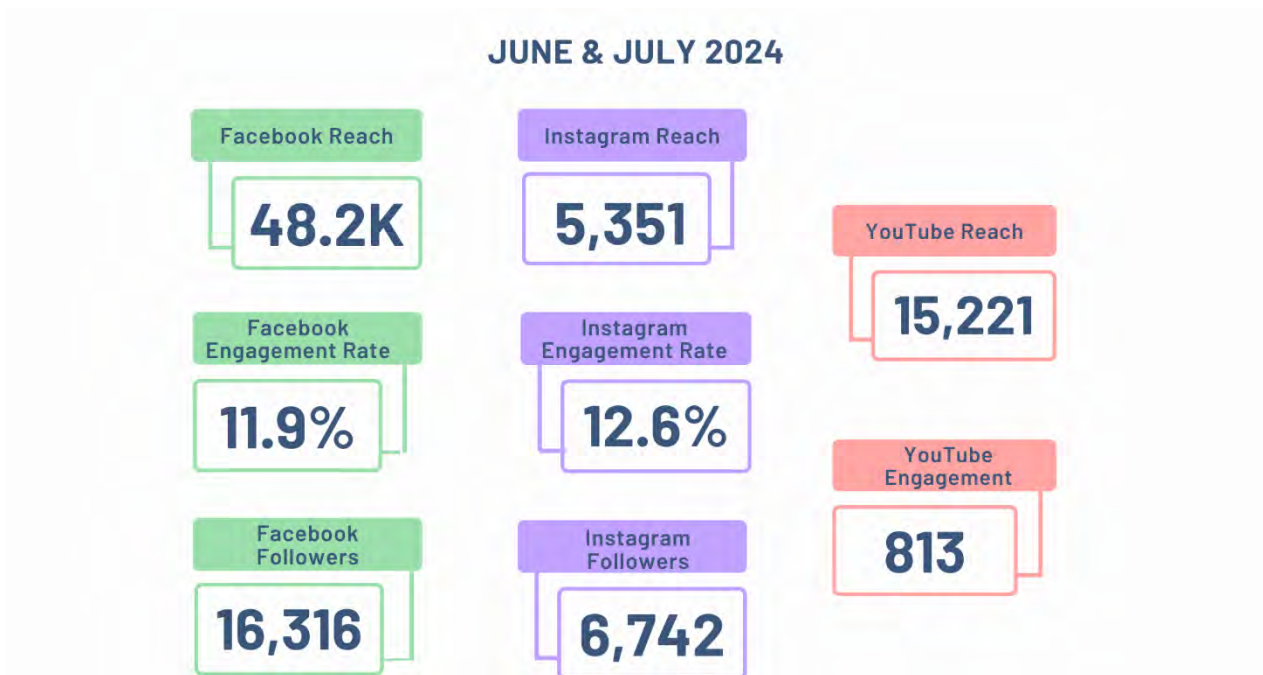 JUNE & JULY 2024
Facebook Reach
48.2K
Facebook
Engagement Rate
11.9%
Facebook
Followers
16,316
Instagram Reach
5,351
Instagram
Engagement Rate
12.6%
Instagram
Followers
6,742
YouTube Reach
15,221
YouTube
Engagement
813